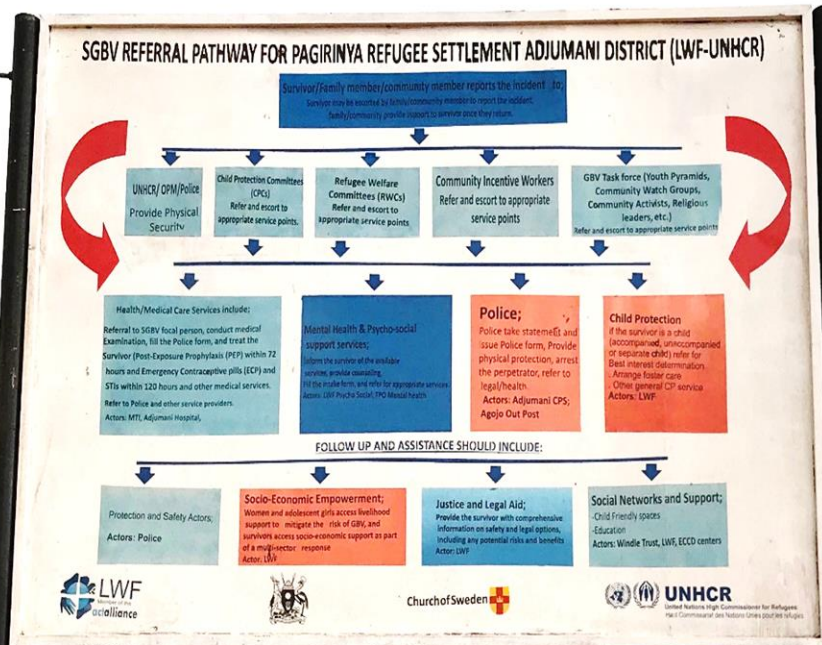 SGBV REFERRAL PATHWAY FOR PAGIRINYA REFUGEE SETTLEMENT ADJUMANI DISTRICT (LWF-UNHCR)
Survivor/Family member/community member reports the incident to;
Survivor may be escorted by family/community member to report the incident,
family/community provide support to survivor once they return.
UNHCR/ OPM/Police
Provide Physical
Security
Child Protection Committees
(CPCs)
Refer and escort to
appropriate service points.
Refugee Welfare
Committees (RWCs)
Refer and escort to
appropriate service points
Community Incentive Workers
Refer and escort to appropriate
service points
GBV Task force (Youth Pyramids,
Community Watch Groups,
Community Activists, Religious
leaders, etc.)
Refer and escort to appropriate service points
Health/Medical Care Services include;
Referral to SGBV focal person, conduct medical
Examination, fill the Police form, and treat the
Survivor (Post-Exposure Prophylasis (PEP) within 72
hours and Emergency Contraceptive pills (ECP) and
STIs within 120 hours and other medical services.
Refer to Police and other service providers.
Actors: MTI, Adjumani Hospital,
Mental Health & Psycho-social
support services;
Inform the survivor of the available
services, provide counseling.
Fill the intake form, and refer for appropriate services
Actors: LWF Psycho Social, TPO Mental health
Police;
Police take statements and
issue Police form, Provide
physical protection, arrest
the perpetrator, refer to
legal/health.
Actors: Adjumani CPS;
Agojo Out Post
Child Protection
if the survivor is a child
(accompanied, unaccompanied
or separate child) refer for
Best interest determination
. Arrange foster care
. Other general CP service
Actors: LWF
FOLLOW UP AND ASSISTANCE SHOULD INCLUDE:
Protection and Safety Actors;
Actors: Police
Socio-Economic Empowerment;
Women and adolescent girls access livelihood
support to mitigate the risk of GBV, and
survivors access socio-economic support as part
of a multi-sector response
Actor: LWF
Justice and Legal Aid;
Provide the survivor with comprehensive
information on safety and legal options,
including any potential risks and benefits
Actor: LWF
Social Networks and Support;
-Child Friendly spaces
-Education
Actors: Windle Trust, LWF, ECCD centers
LWF
Member of the
actalliance
Church of Sweden
UNHCR
United Nations High Commissioner for Refugees
Haut Commissariat des Nations Unies pour les réfugiés